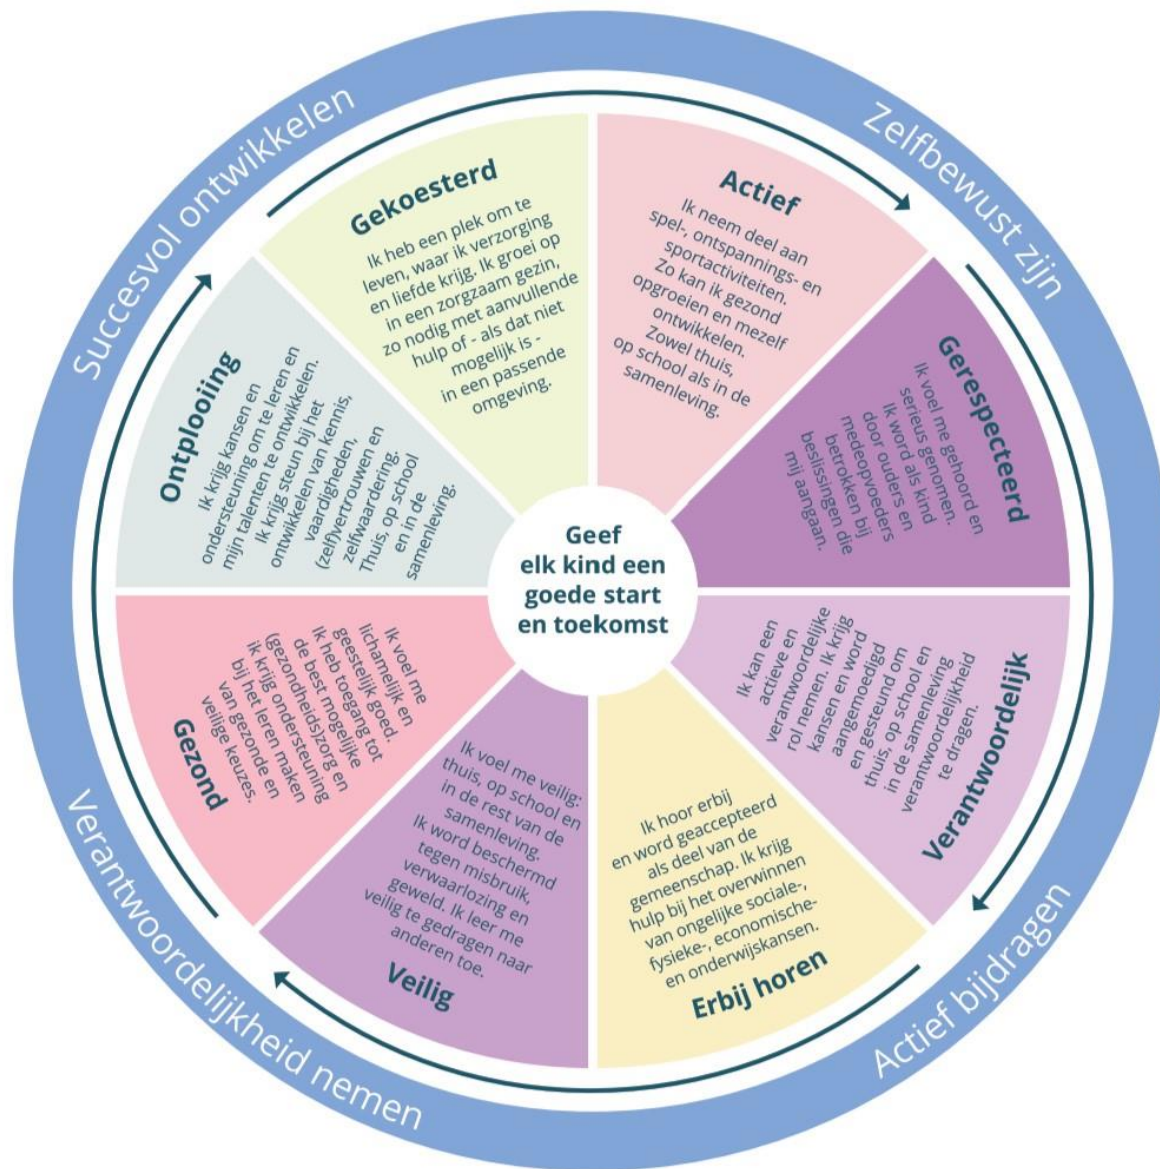 Succesvol ontwikkelen
Zelfbewust zijn
Actief bijdragen
Verantwoordelijkheid nemen
Geef
elk kind een
goede start
en toekomst
Gekoesterd
Ik heb een plek om te
leven, waar ik verzorging
en liefde krijg. Ik groei op
in een zorgzaam gezin,
zo nodig met aanvullende
hulp of - als dat niet
mogelijk is -
in een passende
omgeving.
Actief
Ik neem deel aan
spel-, ontspannings- en
sportactiviteiten.
Zo kan ik gezond
opgroeien en mezelf
ontwikkelen.
Zowel thuis,
op school als in de
samenleving.
Gerespecteerd
Ik voel me gehoord en
serieus genomen.
Ik word als kind
door ouders en
medeopvoeders
betrokken bij
beslissingen die
mij aangaan.
Ik kan een
actieve en
verantwoordelijke
rol nemen. Ik krijg
kansen en word
aangemoedigd
en gesteund om
thuis, op school en
in de samenleving
verantwoordelijkheid
te dragen.
Verantwoordelijk
Ik hoor erbij
en word geaccepteerd
als deel van de
gemeenschap. Ik krijg
hulp bij het overwinnen
van ongelijke sociale-,
fysieke-, economische-
en onderwijskansen.
Erbij horen
Ik voel me veilig:
thuis, op school en
in de rest van de
samenleving.
Ik word beschermd
tegen misbruik,
verwaarlozing en
geweld. Ik leer me
veilig te gedragen naar
anderen toe.
Veilig
Ik voel me
lichamelijk en
geestelijk goed.
Ik heb toegang tot
de best mogelijke
(gezondheids)zorg en
ik krijg ondersteuning
bij het leren maken
van gezonde en
veilige keuzes.
Gezond
Ontplooiing
Ik krijg kansen en
ondersteuning om te leren en
mijn talenten te ontwikkelen.
Ik krijg steun bij het
ontwikkelen van kennis,
vaardigheden,
(zelf)vertrouwen en
zelfwaardering.
Thuis, op school
en in de
samenleving.